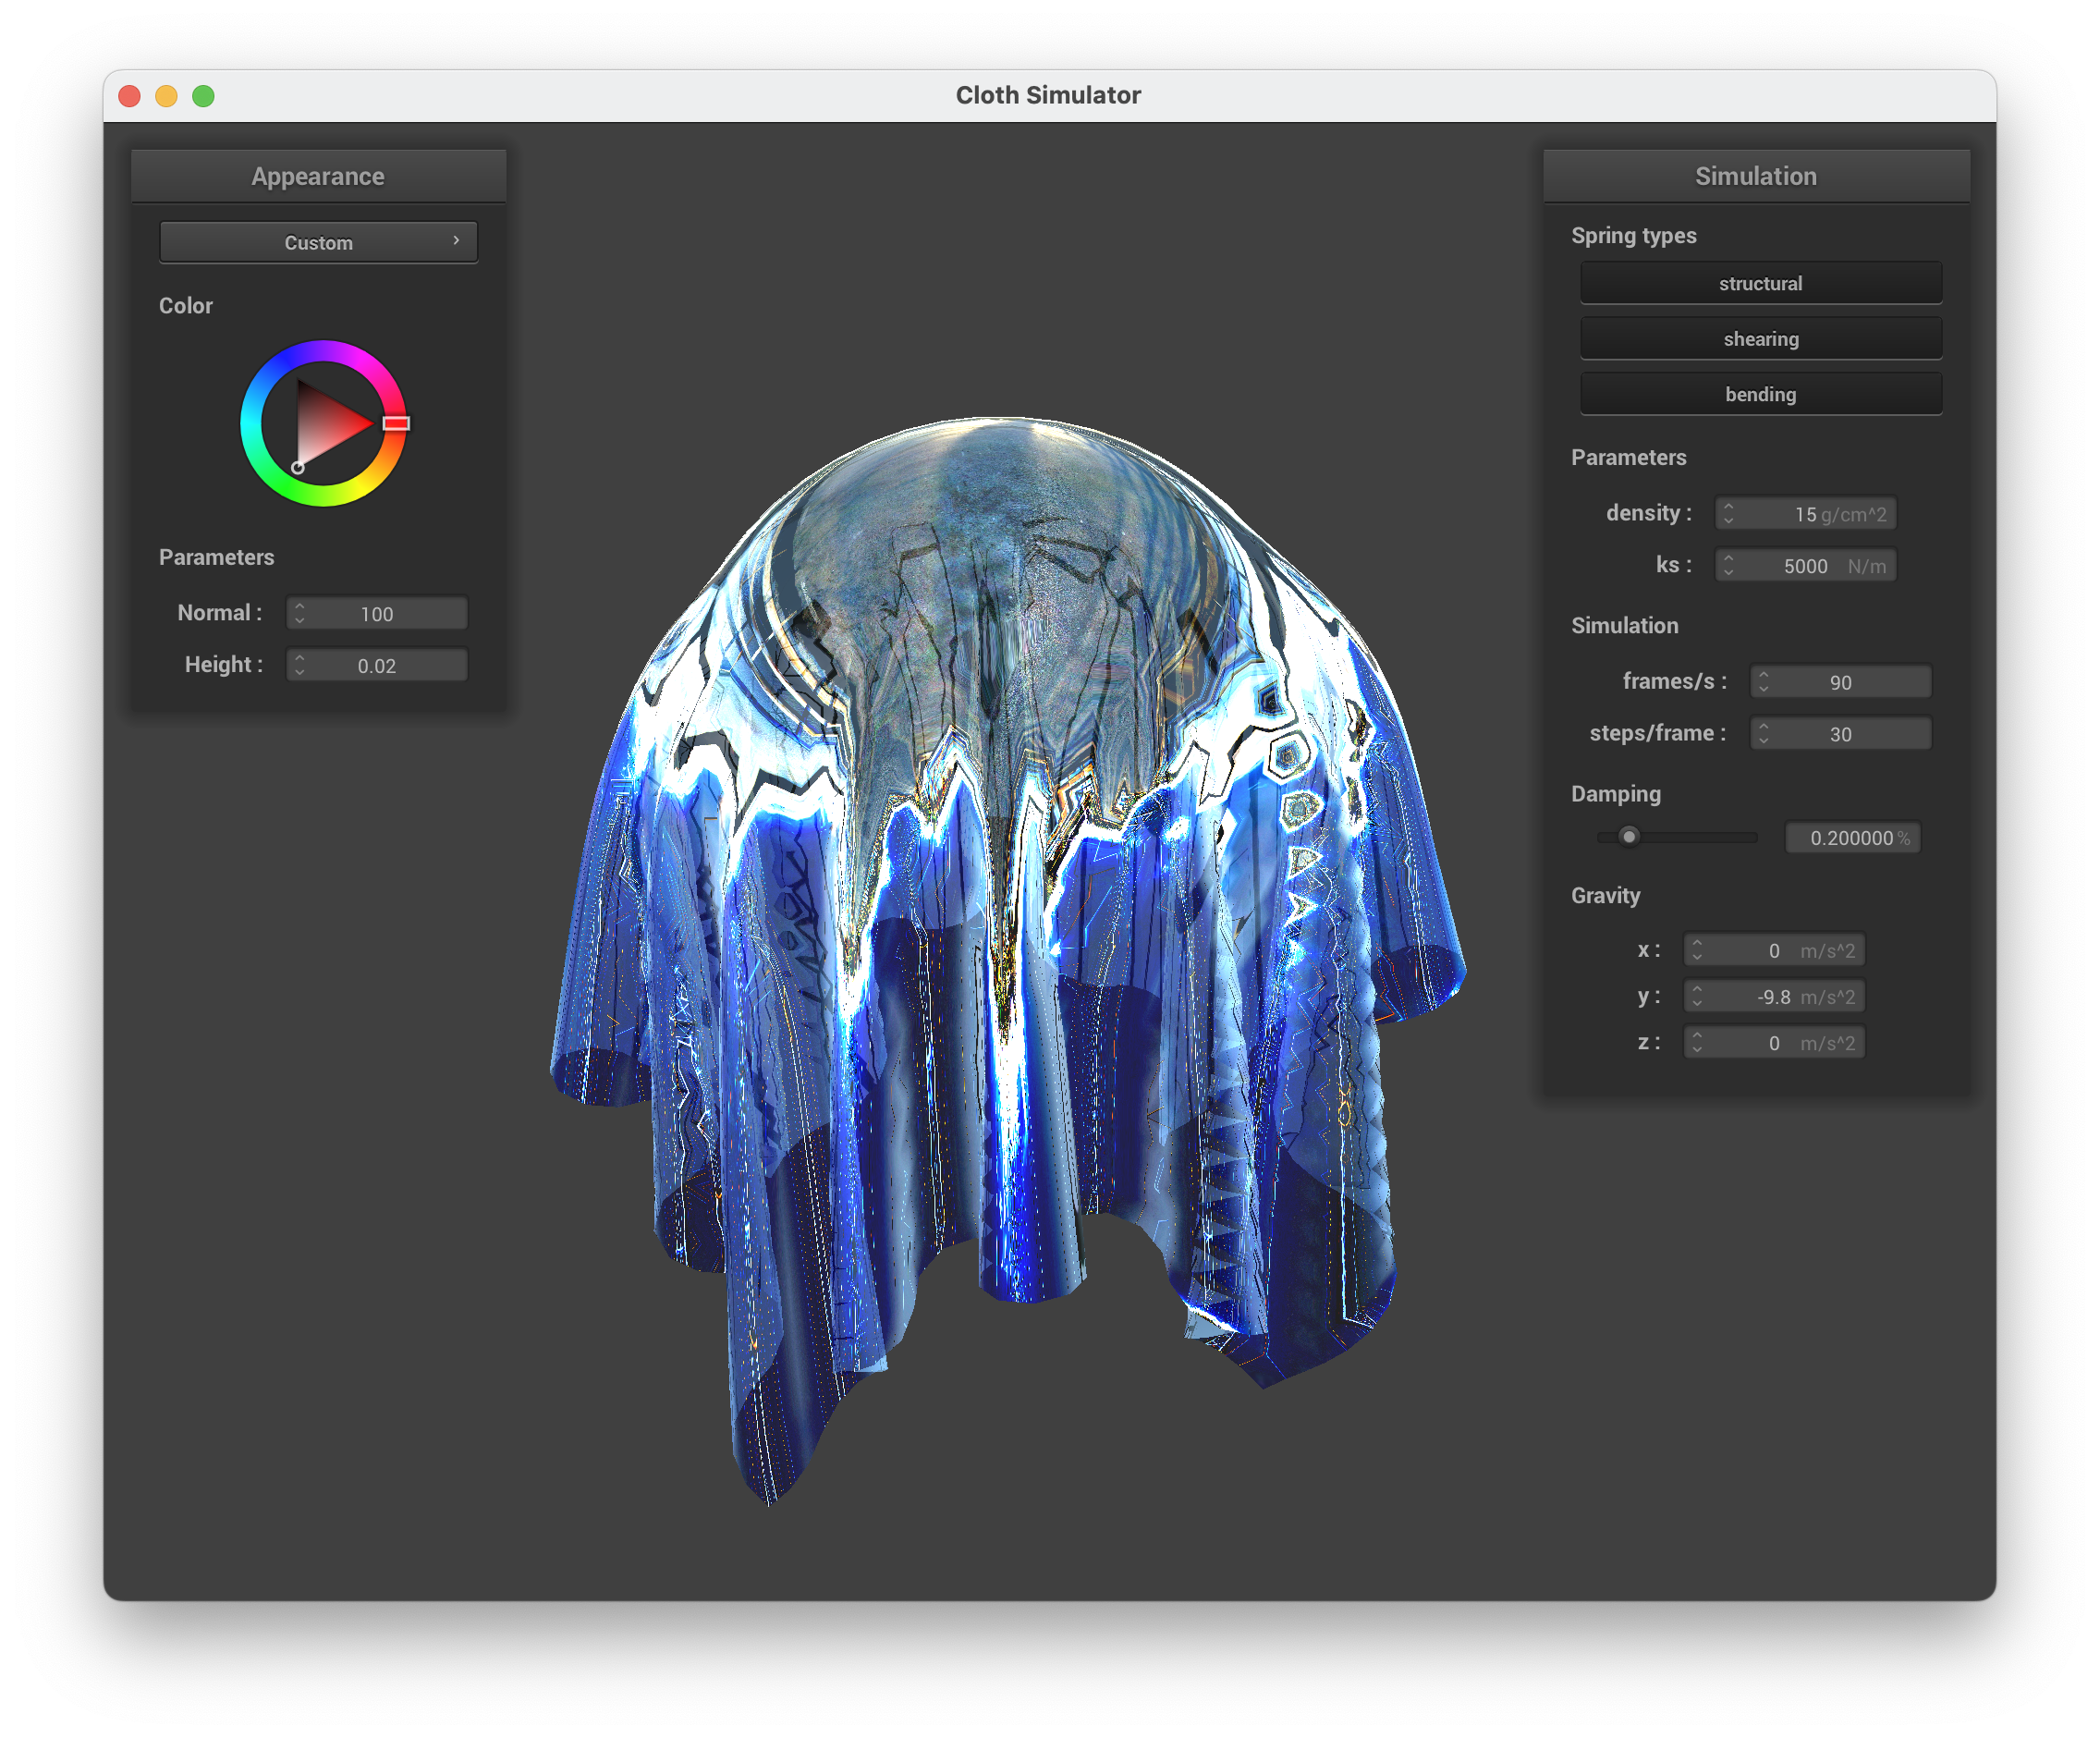 Cloth Simulator
Appearance
Custom
Color
Parameters
Normal : 100
Height : 0.02
Simulation
Spring types
structural
shearing
bending
Parameters
density : 15 g/cm^2
ks : 5000 N/m
Simulation
frames/s : 90
steps/frame : 30
Damping
0.200000 %
Gravity
x : 0 m/s^2
y : -9.8 m/s^2
z : 0 m/s^2